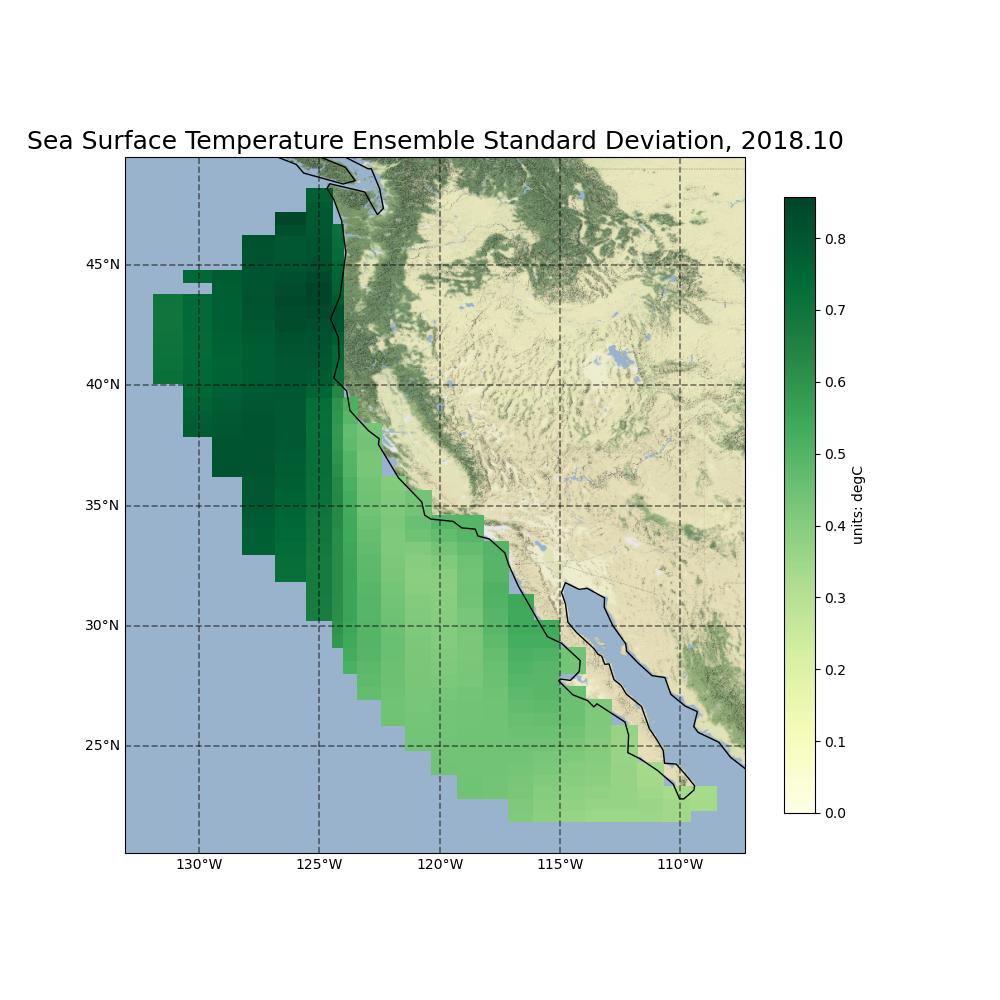 Sea Surface Temperature Ensemble Standard Deviation, 2018.10
45°N
40°N
35°N
30°N
25°N
130°W
125°W
120°W
115°W
110°W
0.8
0.7
0.6
0.5
0.4
0.3
0.2
0.1
0.0
units: degC